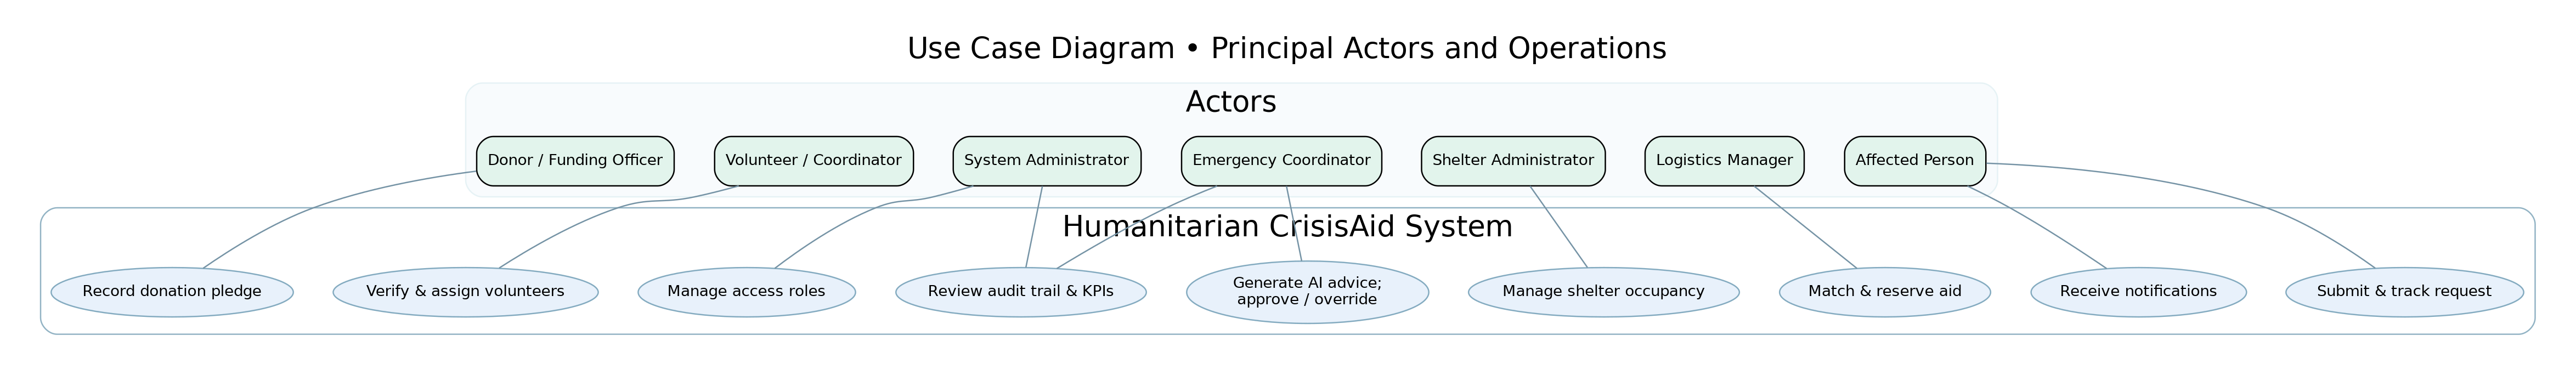 Use Case Diagram • Principal Actors and Operations
Actors
Donor / Funding Officer
Volunteer / Coordinator
System Administrator
Emergency Coordinator
Shelter Administrator
Logistics Manager
Affected Person
Humanitarian CrisisAid System
Record donation pledge
Verify & assign volunteers
Manage access roles
Review audit trail & KPIs
Generate AI advice;
approve / override
Manage shelter occupancy
Match & reserve aid
Receive notifications
Submit & track request